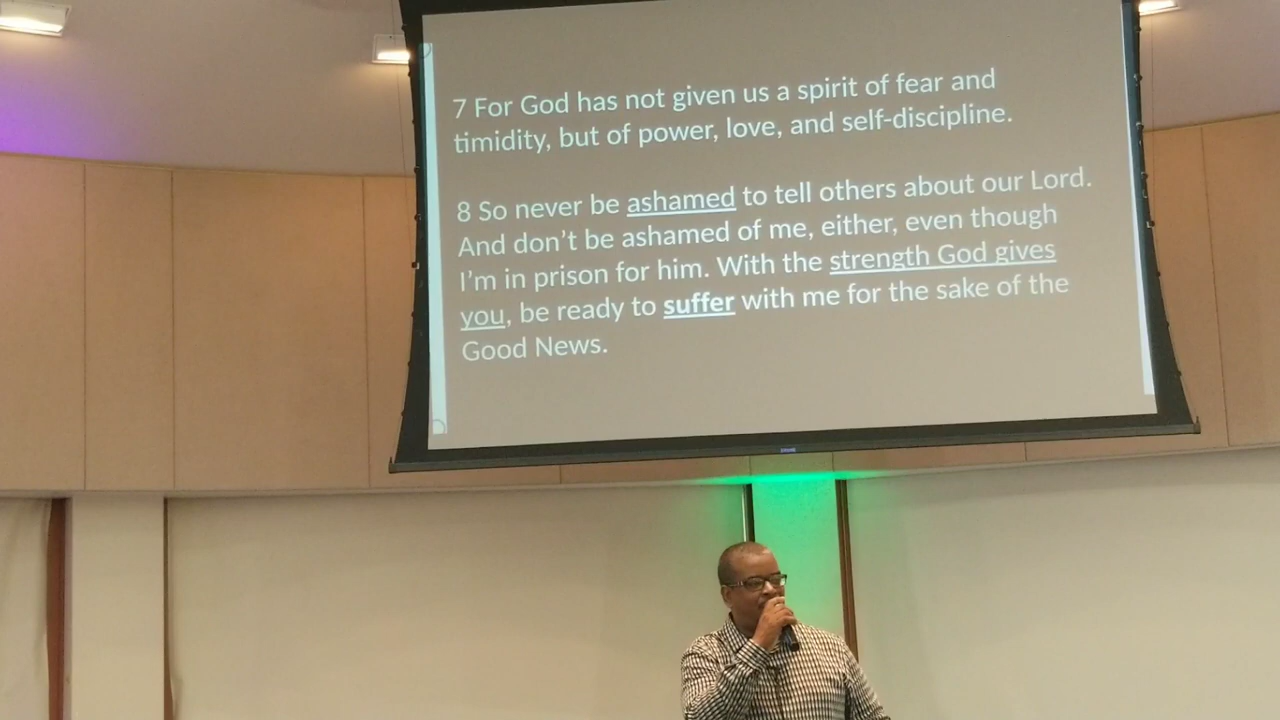 7 For God has not given us a spirit of fear and
timidity, but of power, love, and self-discipline.
8 So never be ashamed to tell others about our Lord.
And don’t be ashamed of me, either, even though
I’m in prison for him. With the strength God gives
you, be ready to suffer with me for the sake of the
Good News.